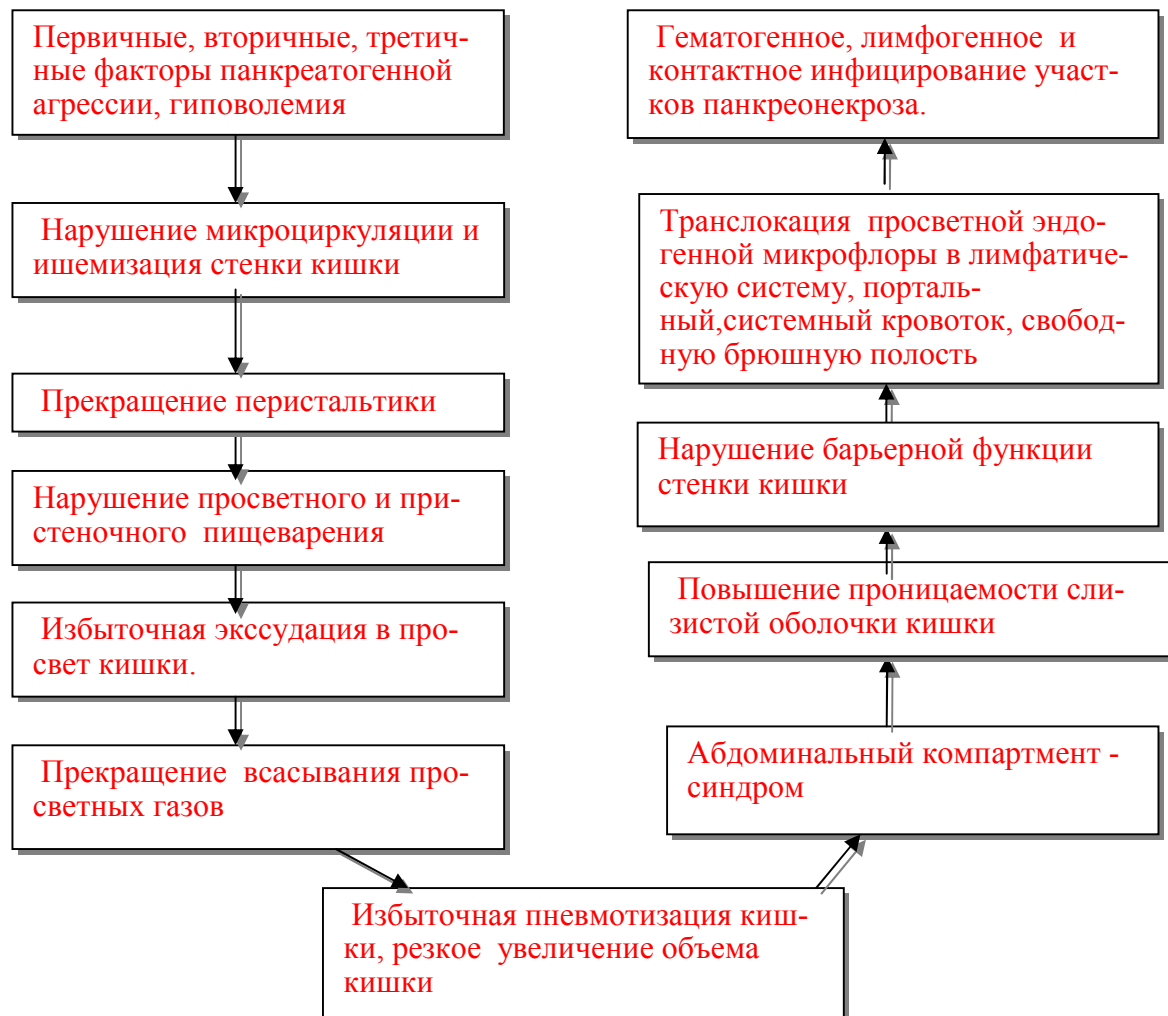 Первичные, вторичные, третич-
ные факторы панкреатогенной
агрессии, гиповолемия
Нарушение микроциркуляции и
ишемизация стенки кишки
Прекращение перистальтики
Нарушение просветного и при-
стеночного пищеварения
Избыточная экссудация в про-
свет кишки.
Прекращение всасывания про-
светных газов
Избыточная пневмотизация киш-
ки, резкое увеличение объема
кишки
Абдоминальный компартмент -
синдром
Повышение проницаемости сли-
зистой оболочки кишки
Нарушение барьерной функции
стенки кишки
Транслокация просветной эндо-
генной микрофлоры в лимфатиче-
скую систему, порталь-
ный,системный кровоток, свобод-
ную брюшную полость
Гематогенное, лимфогенное и
контактное инфицирование участ-
ков панкреонекроза.